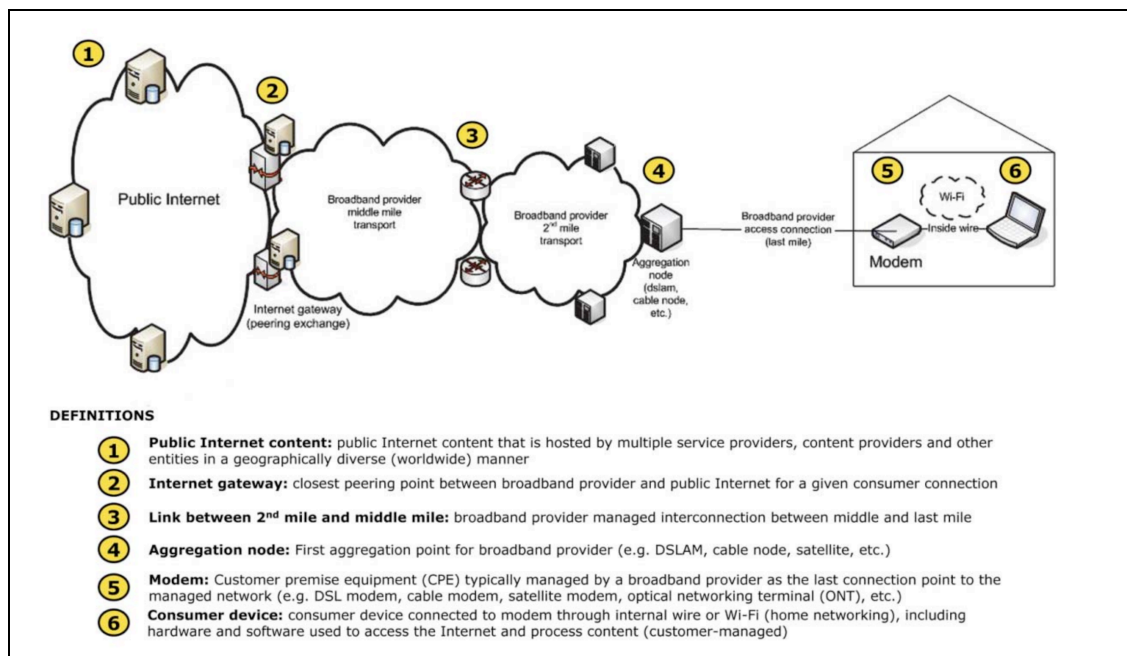 1
2
3
4
5
6
Public Internet
Broadband provider
middle mile
transport
Broadband
provider
2nd mile
transport
Internet gateway
(peering exchange)
Aggregation
node
(dslam,
cable node,
etc.)
Broadband provider
access connection
(last mile)
Wi-Fi
Inside wire
Modem
DEFINITIONS
1 Public Internet content: public Internet content that is hosted by multiple service providers, content providers and other
entities in a geographically diverse (worldwide) manner
2 Internet gateway: closest peering point between broadband provider and public Internet for a given consumer connection
3 Link between 2nd mile and middle mile: broadband provider managed interconnection between middle and last mile
4 Aggregation node: First aggregation point for broadband provider (e.g. DSLAM, cable node, satellite, etc.)
5 Modem: Customer premise equipment (CPE) typically managed by a broadband provider as the last connection point to the
managed network (e.g. DSL modem, cable modem, satellite modem, optical networking terminal (ONT), etc.)
6 Consumer device: consumer device connected to modem through internal wire or Wi-Fi (home networking), including
hardware and software used to access the Internet and process content (customer-managed)